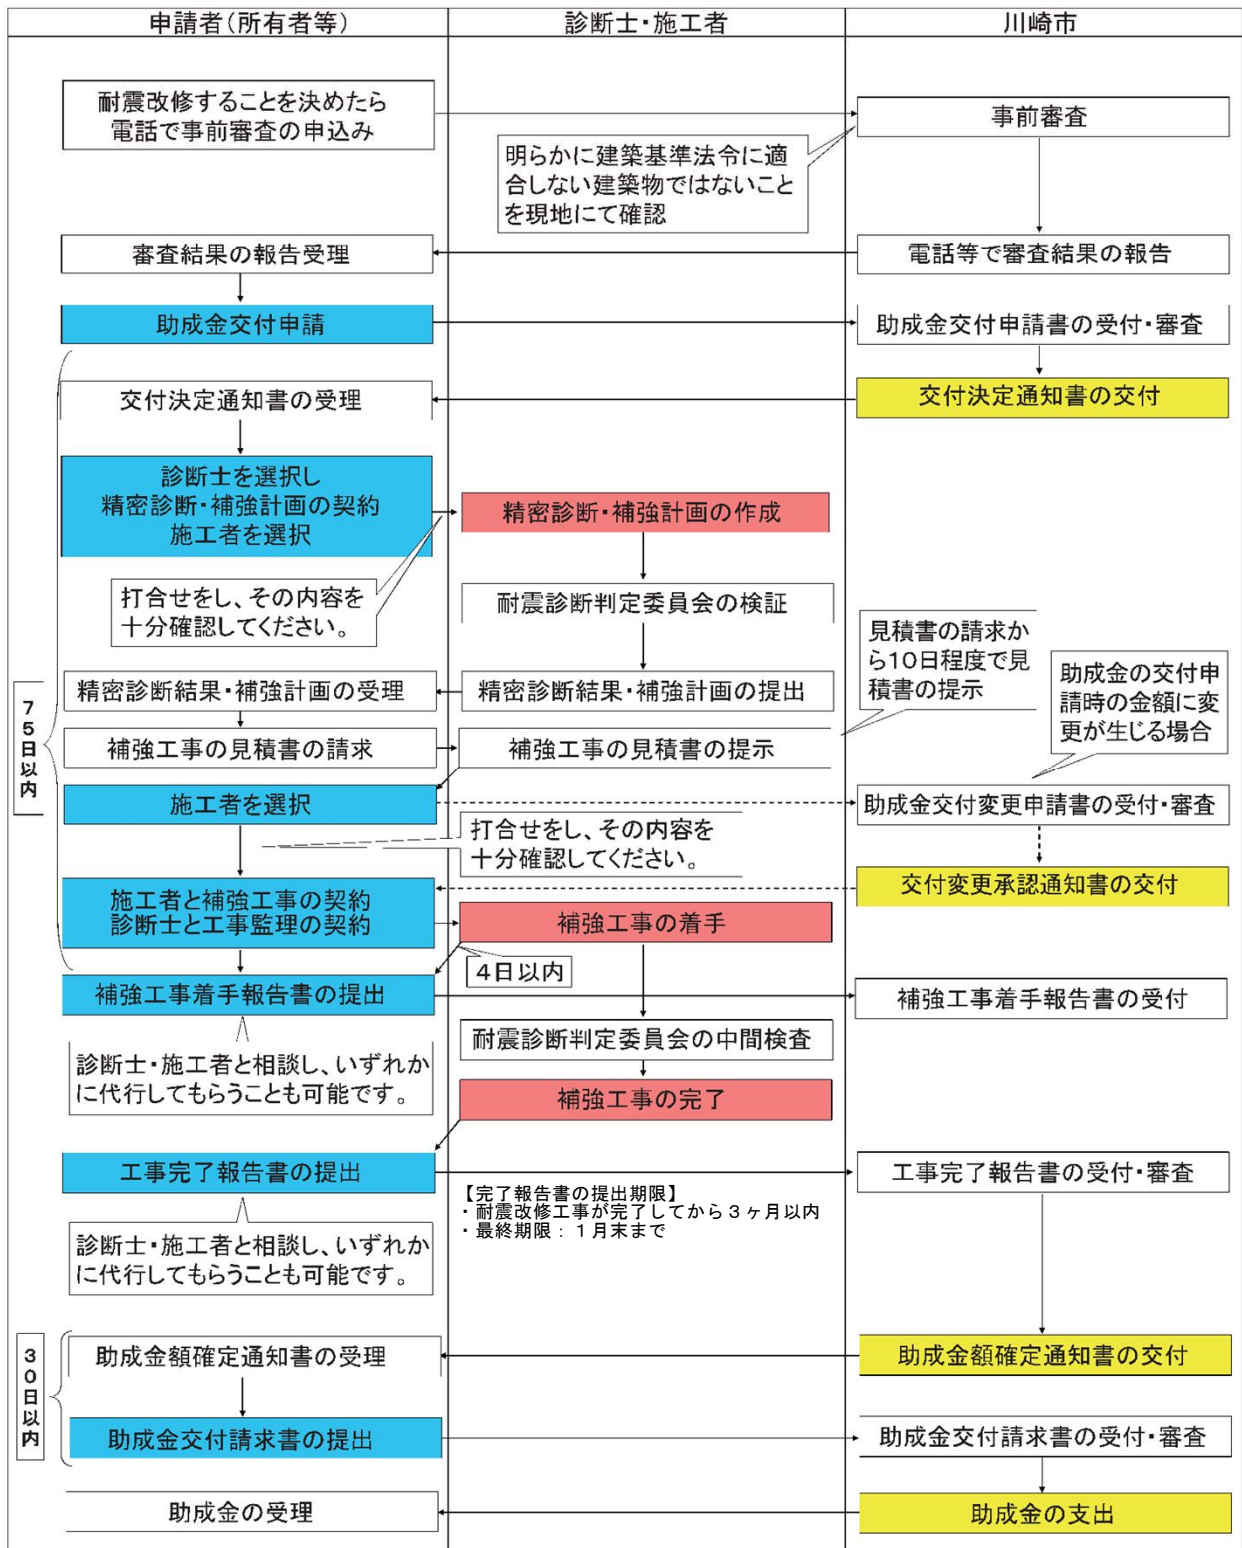 申請者(所有者等)
診断士・施工者
川崎市
耐震改修することを決めたら
電話で事前審査の申込み
事前審査
明らかに建築基準法令に適
合しない建築物ではないこと
を現地にて確認
審査結果の報告受理
電話等で審査結果の報告
助成金交付申請
助成金交付申請書の受付・審査
交付決定通知書の受理
交付決定通知書の交付
診断士を選択し
精密診断・補強計画の契約
施工者を選択
精密診断・補強計画の作成
打合せをし、その内容を
十分確認してください。
耐震診断判定委員会の検証
見積書の請求か
ら10日程度で見
積書の提示
助成金の交付申
請時の金額に変
更が生じる場合
精密診断結果・補強計画の受理
精密診断結果・補強計画の提出
75日以内
補強工事の見積書の請求
補強工事の見積書の提示
施工者を選択
助成金交付変更申請書の受付・審査
打合せをし、その内容を
十分確認してください。
施工者と補強工事の契約
診断士と工事監理の契約
交付変更承認通知書の交付
補強工事の着手
4日以内
補強工事着手報告書の提出
補強工事着手報告書の受付
診断士・施工者と相談し、いずれか
に代行してもらうことも可能です。
耐震診断判定委員会の中間検査
補強工事の完了
工事完了報告書の提出
工事完了報告書の受付・審査
【完了報告書の提出期限】
・耐震改修工事が完了してから3ヶ月以内
・最終期限:1月末まで
診断士・施工者と相談し、いずれか
に代行してもらうことも可能です。
30日以内
助成金額確定通知書の受理
助成金額確定通知書の交付
助成金交付請求書の提出
助成金交付請求書の受付・審査
助成金の受理
助成金の支出